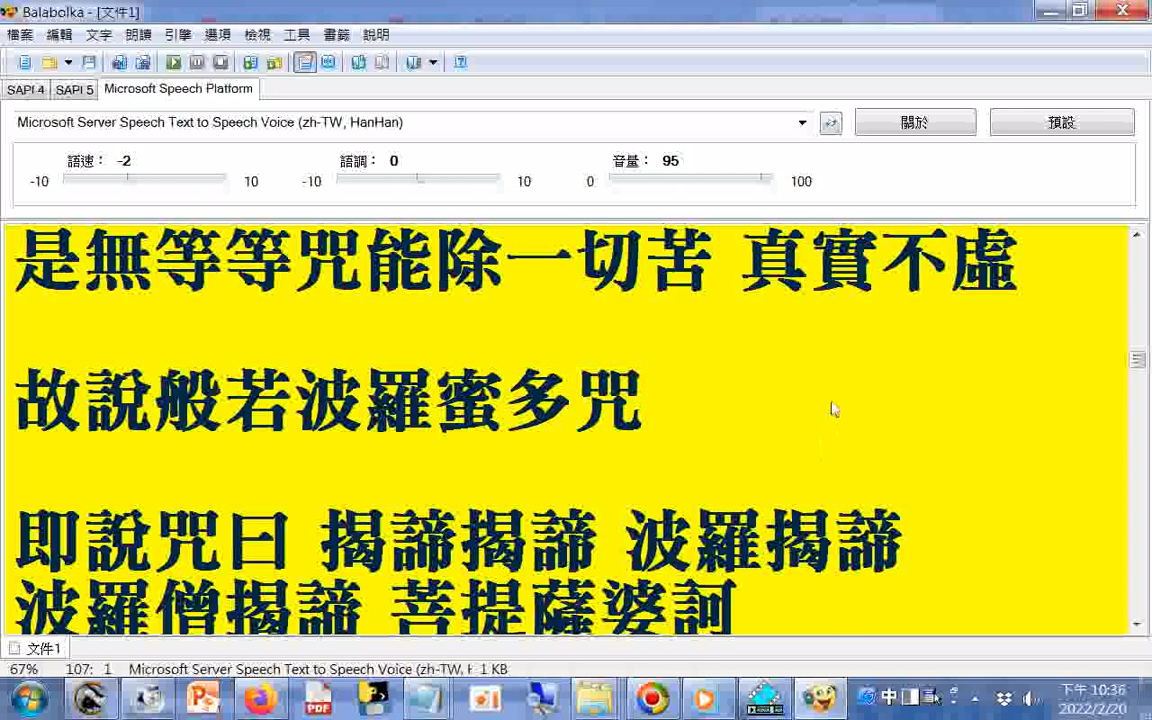 Balabolka - [文件1]
檔案 編輯 文字 朗讀 引擎 選項 檢視 工具 書籤 說明
SAPI 4 SAPI 5 Microsoft Speech Platform
Microsoft Server Speech Text to Speech Voice (zh-TW, HanHan) 關於 預設
語速： -2 語調： 0 音量： 95
-10 10 -10 10 0 100
是無等等咒能除一切苦 真實不虛
故說般若波羅蜜多咒
即說咒曰 揭諦揭諦 波羅揭諦
波羅僧揭諦 菩提薩婆訶
文件1
67% 107: 1 Microsoft Server Speech Text to Speech Voice (zh-TW, H 1 KB
PDF 中 下午 10:36
2022/2/20